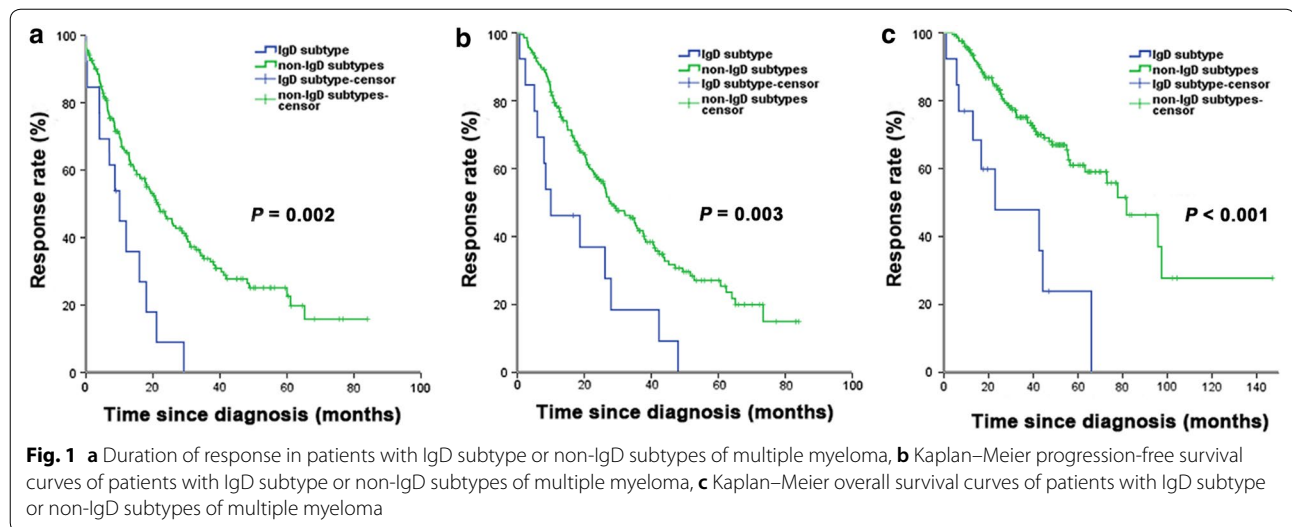 a
100
80
60
40
20
0
Response rate (%)
IgD subtype
non-IgD subtypes
IgD subtype-censor
non-IgD subtypes-
censor
P = 0.002
0 20 40 60 80 100
Time since diagnosis (months)
b
100
80
60
40
20
0
Response rate (%)
IgD subtype
non-IgD subtypes
IgD subtype-censor
non-IgD subtypes-
censor
P = 0.003
0 20 40 60 80 100
Time since diagnosis (months)
c
100
80
60
40
20
0
Response rate (%)
IgD subtype
non-IgD subtypes
IgD subtype-censor
non-IgD subtypes-
censor
P < 0.001
0 20 40 60 80 100 120 140
Time since diagnosis (months)
Fig. 1 a Duration of response in patients with IgD subtype or non-IgD subtypes of multiple myeloma, b Kaplan–Meier progression-free survival
curves of patients with IgD subtype or non-IgD subtypes of multiple myeloma, c Kaplan–Meier overall survival curves of patients with IgD subtype
or non-IgD subtypes of multiple myeloma